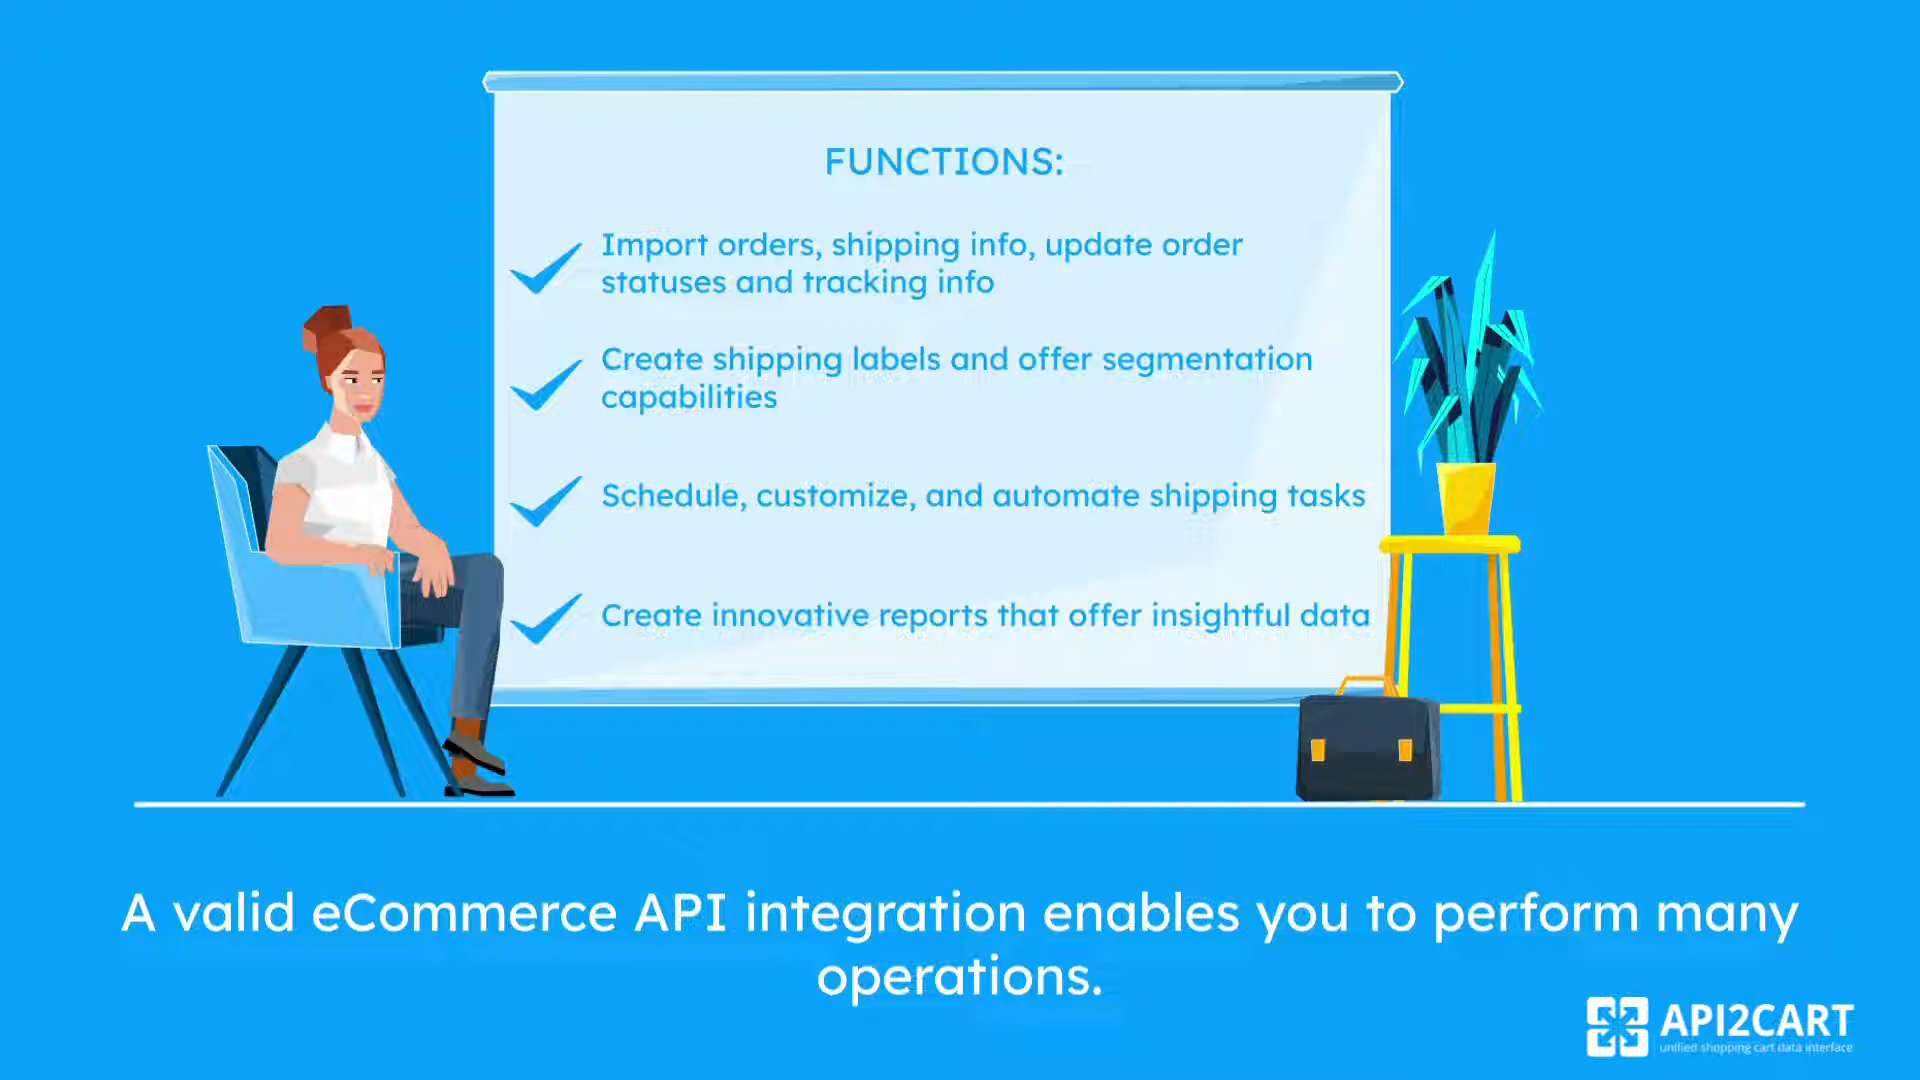 FUNCTIONS:
Import orders, shipping info, update order
statuses and tracking info
Create shipping labels and offer segmentation
capabilities
Schedule, customize, and automate shipping tasks
Create innovative reports that offer insightful data
A valid eCommerce API integration enables you to perform many
operations.
API2CART
unified shopping cart data interface